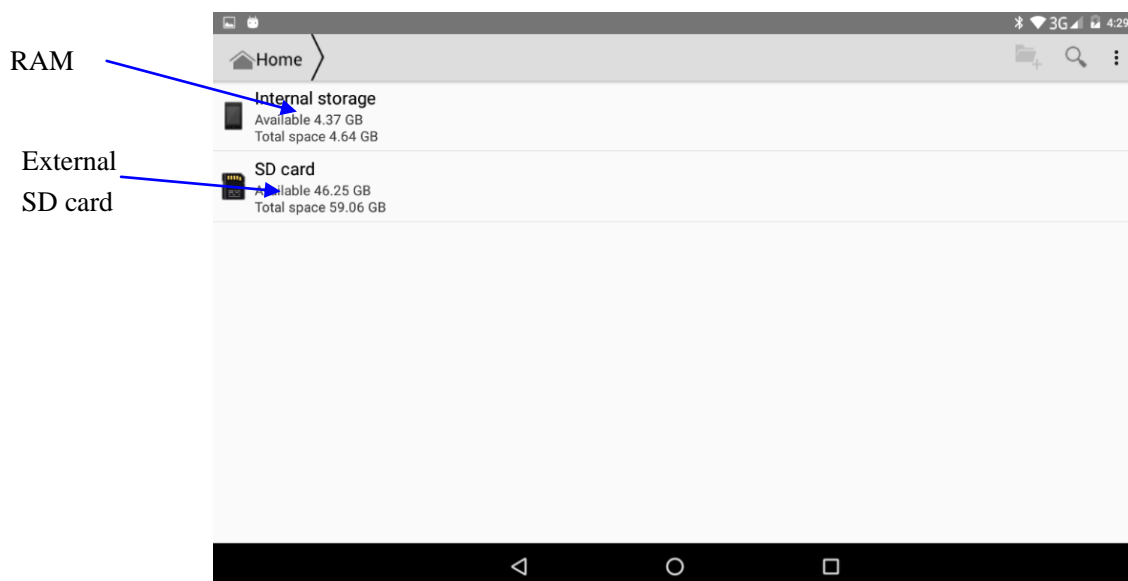 3G 4:29
Home
RAM
Internal storage
Available 4.37 GB
Total space 4.64 GB
External
SD card
SD card
Available 46.25 GB
Total space 59.06 GB